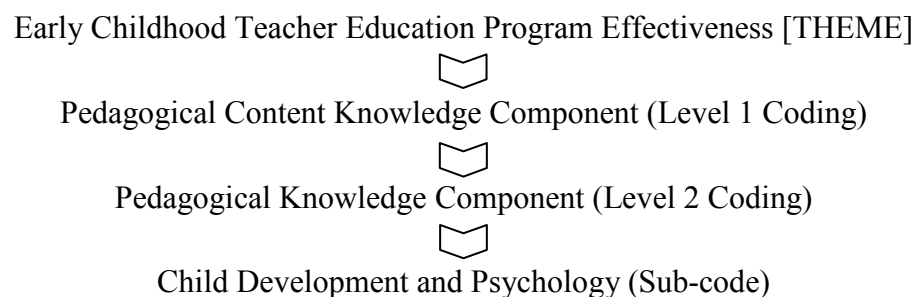 Early Childhood Teacher Education Program Effectiveness [THEME]
Pedagogical Content Knowledge Component (Level 1 Coding)
Pedagogical Knowledge Component (Level 2 Coding)
Child Development and Psychology (Sub-code)